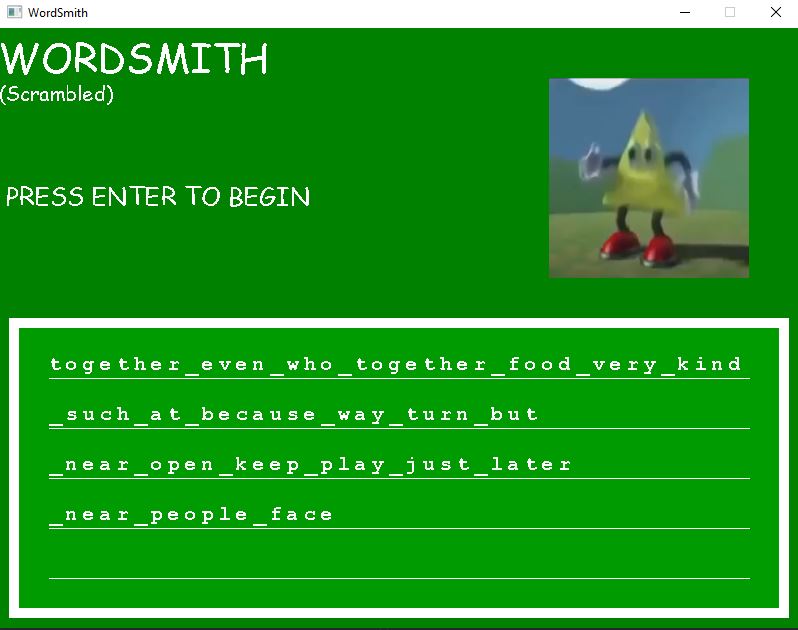 WordSmith
WORDSMITH
(Scrambled)
PRESS ENTER TO BEGIN
together_even_who_together_food_very_kind
_such_at_because_way_turn_but
_near_open_keep_play_just_later
_near_people_face